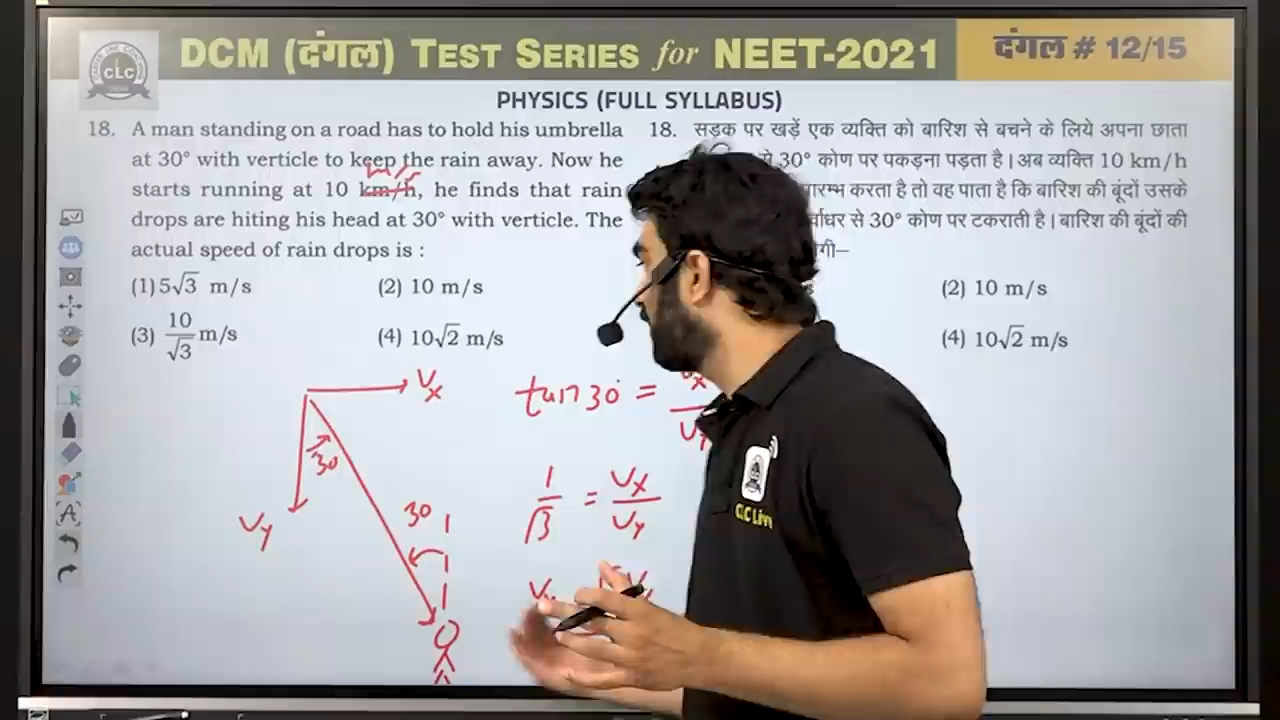 DCM (दंगल) TEST SERIES for NEET-2021
दंगल # 12/15
CLC
PHYSICS (FULL SYLLABUS)
18. A man standing on a road has to hold his umbrella
at 30° with verticle to keep the rain away. Now he
m/s
starts running at 10 km/h, he finds that rain
drops are hiting his head at 30° with verticle. The
actual speed of rain drops is :
(1) 5√3 m/s (2) 10 m/s
(3) 10/√3 m/s (4) 10√2 m/s
18. सड़क पर खड़ें एक व्यक्ति को बारिश से बचने के लिये अपना छाता
30° कोण पर पकड़ना पड़ता है। अब व्यक्ति 10 km/h
करता है तो वह पाता है कि बारिश की बूंदों उसके
से 30° कोण पर टकराती है। बारिश की बूंदों की
(2) 10 m/s
(4) 10√2 m/s
Vx
30
Vy
30
tan 30° =
1/√3 = Vx/Vy
CLC Live